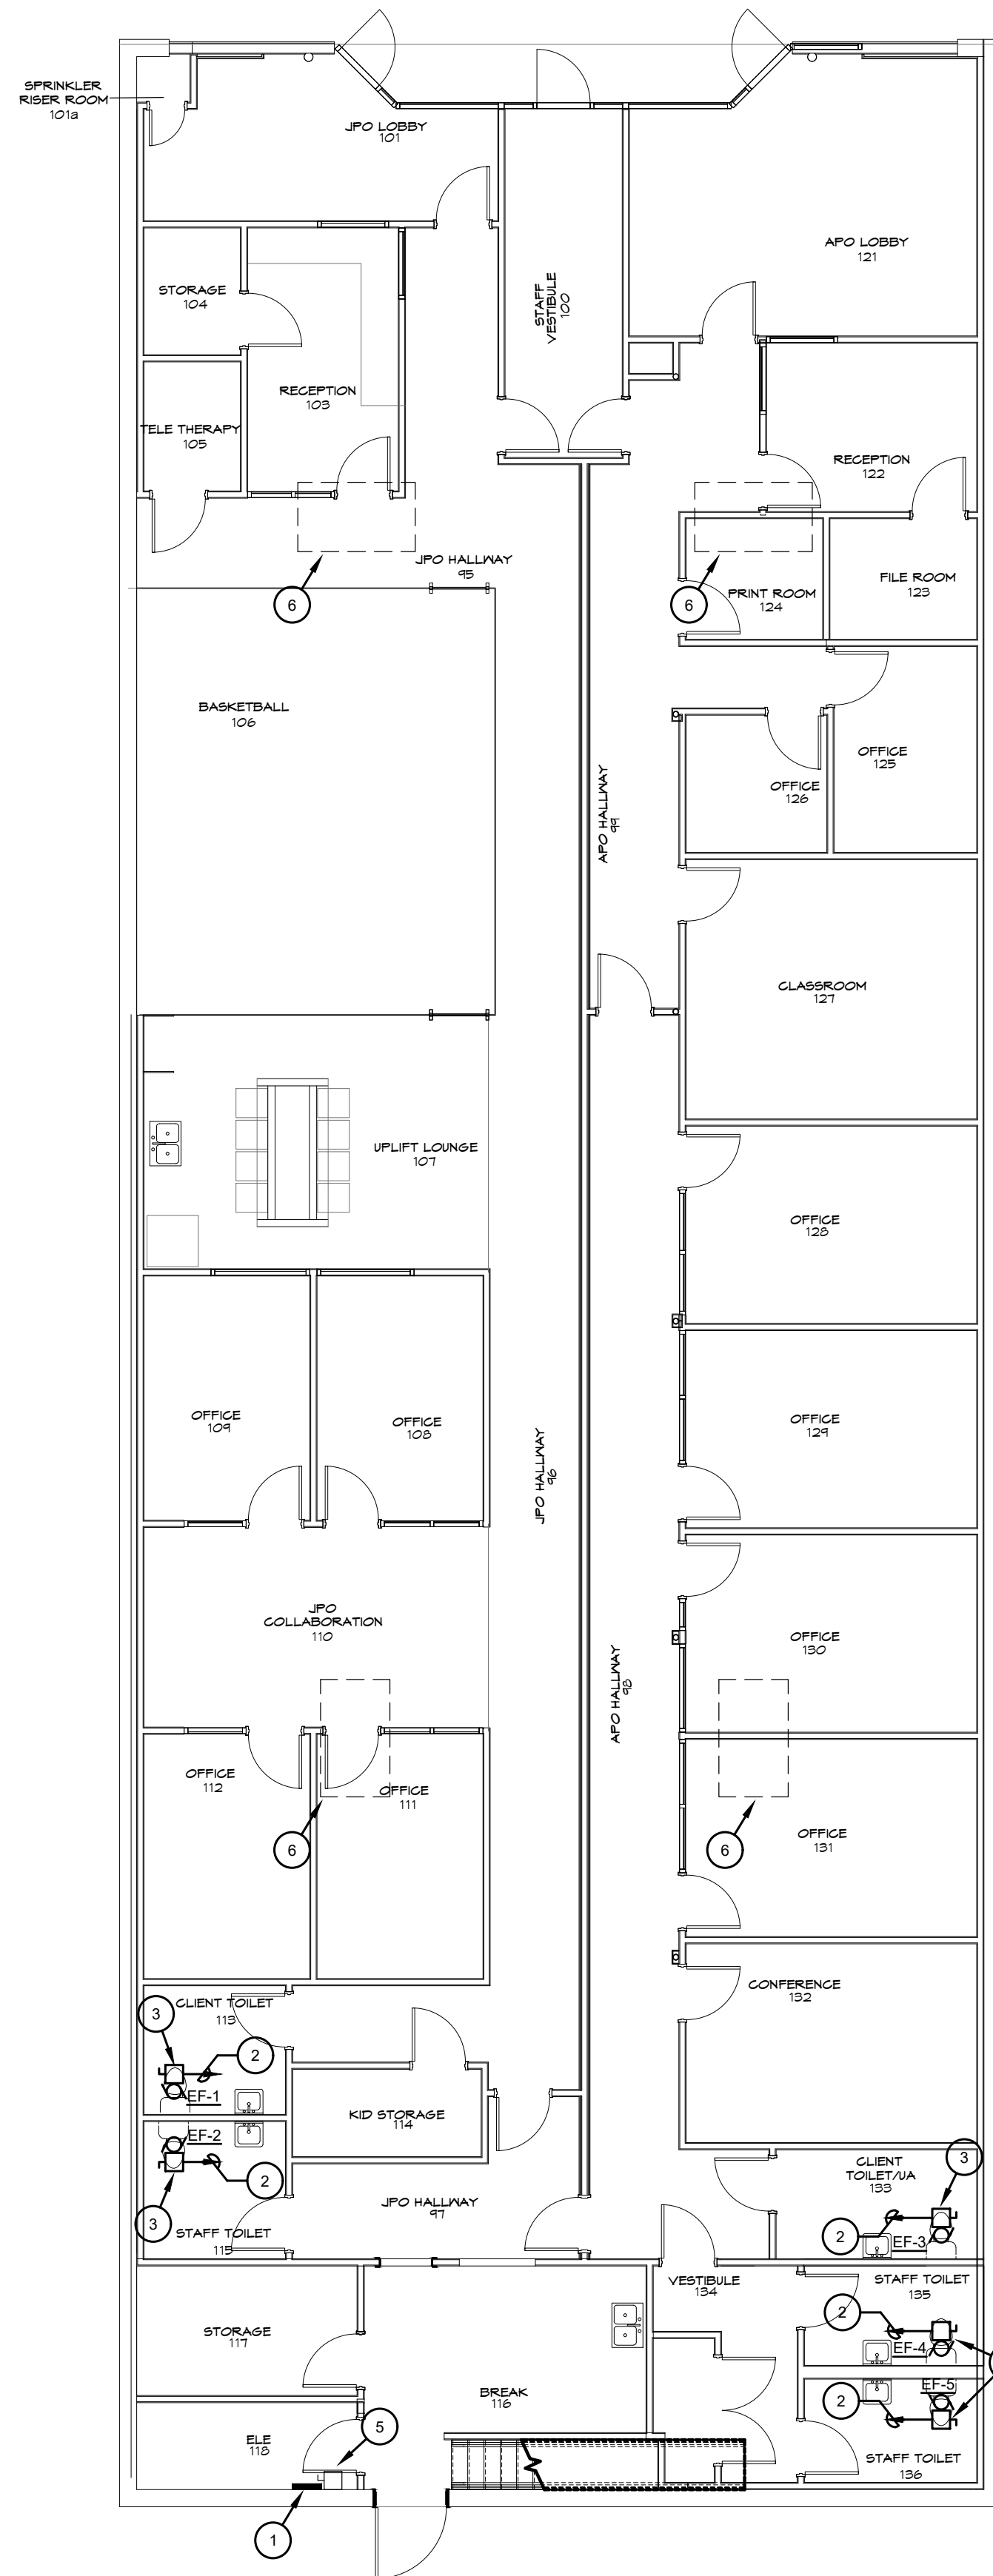 SPRINKLER
RISER ROOM
101a
JPO LOBBY
101
STAFF
VESTIBULE
100
APO LOBBY
121
STORAGE
104
RECEPTION
103
TELE THERAPY
105
RECEPTION
122
JPO HALLWAY
95
6
6
PRINT ROOM
124
FILE ROOM
123
BASKETBALL
106
APO HALLWAY
99
OFFICE
125
OFFICE
126
CLASSROOM
127
UPLIFT LOUNGE
107
OFFICE
128
OFFICE
109
OFFICE
108
OFFICE
129
JPO HALLWAY
96
JPO
COLLABORATION
110
APO HALLWAY
98
OFFICE
130
OFFICE
112
OFFICE
111
6
6
OFFICE
131
CONFERENCE
132
CLIENT TOILET
113
3
2
EF-1
KID STORAGE
114
EF-2
2
3
STAFF TOILET
115
JPO HALLWAY
97
CLIENT
TOILET/UA
133
3
2
EF-3
VESTIBULE
134
STAFF TOILET
135
2
EF-4
STORAGE
117
BREAK
116
EF-5
2
ELE
118
5
STAFF TOILET
136
1